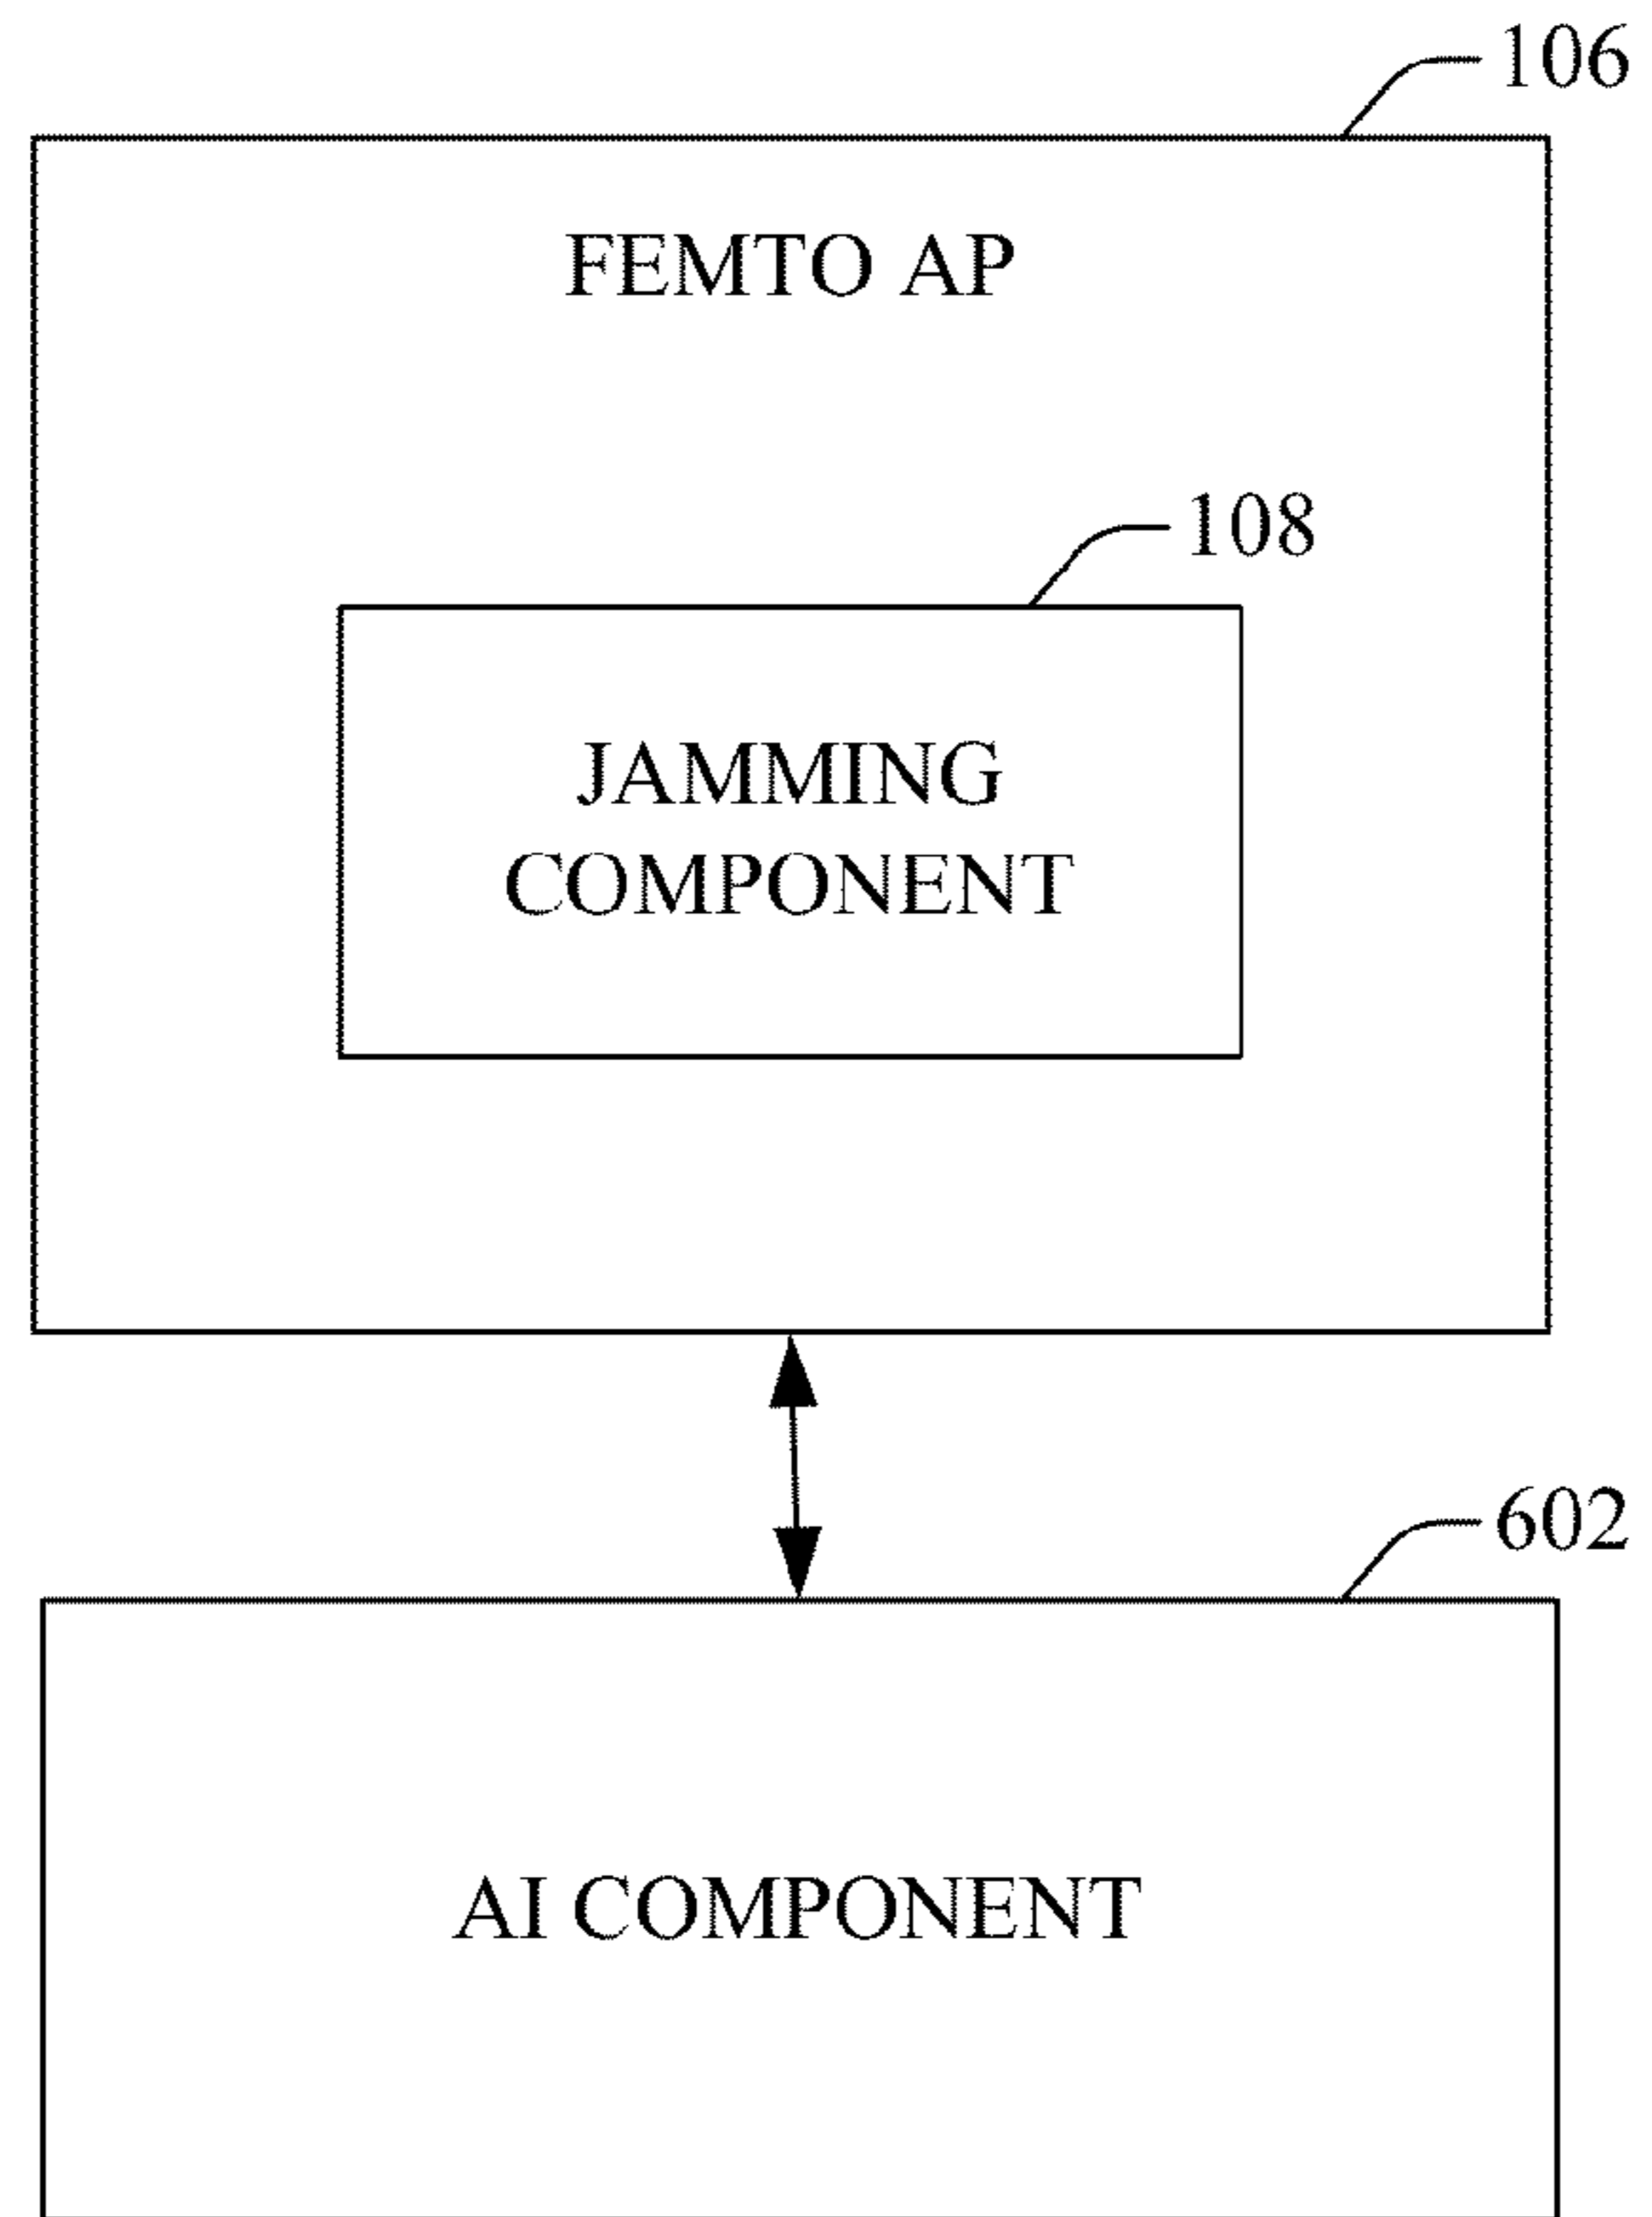 106
FEMTO AP
108
JAMMING
COMPONENT
602
AI COMPONENT